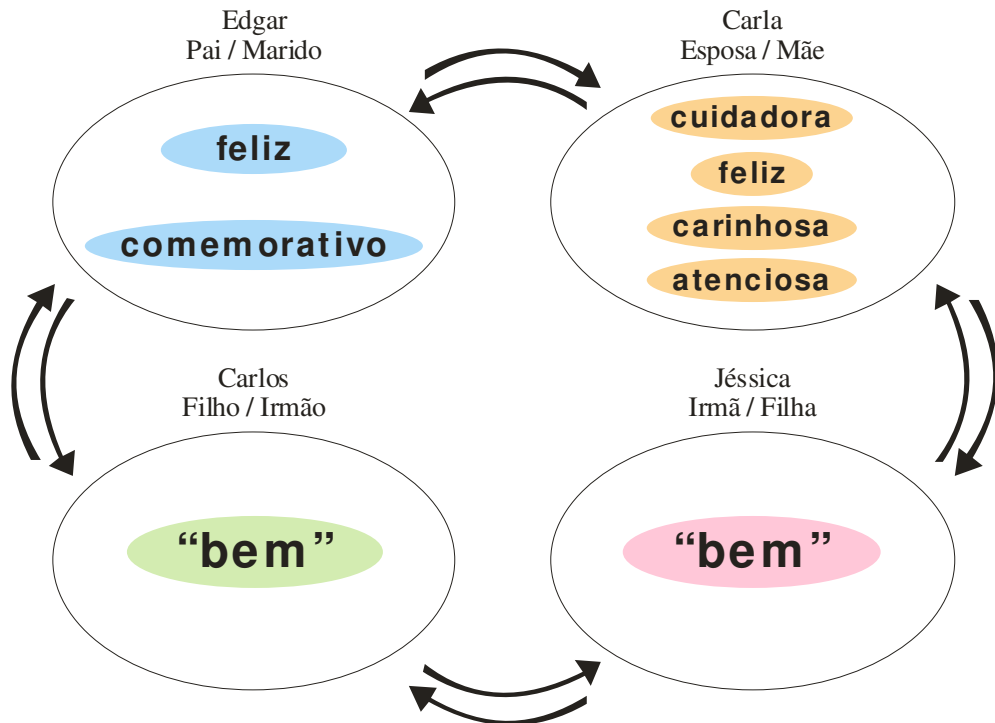 Edgar
Pai / Marido
feliz
comemorativo
Carla
Esposa / Mãe
cuidadora
feliz
carinhosa
atenciosa
Carlos
Filho / Irmão
“bem”
Jéssica
Irmã / Filha
“bem”